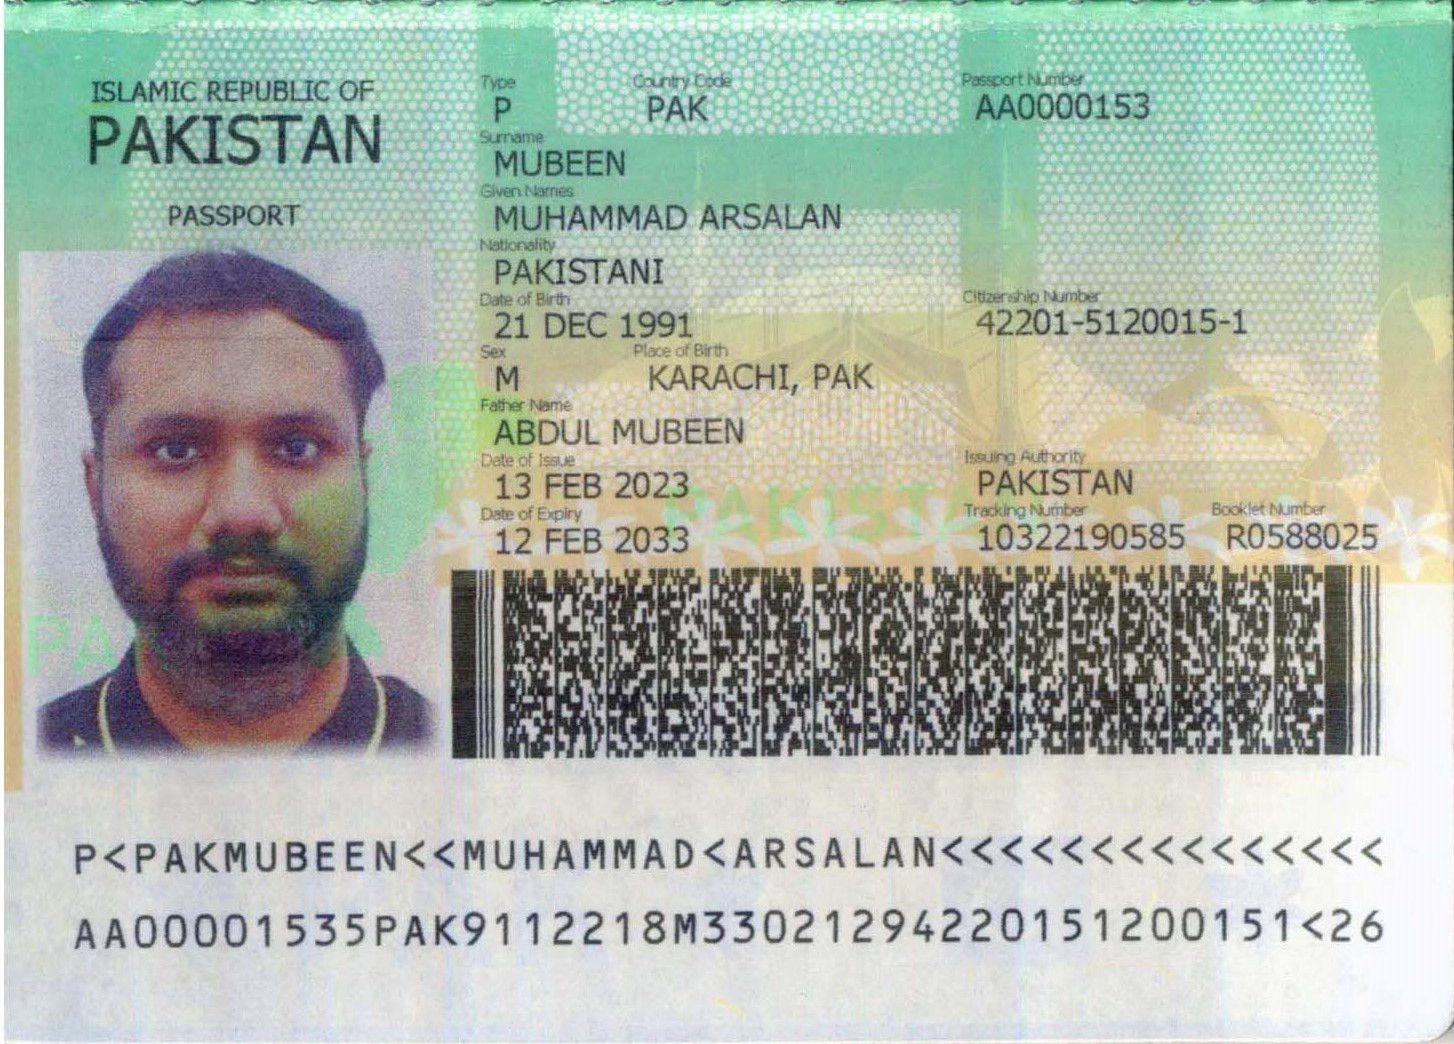 ISLAMIC REPUBLIC OF
PAKISTAN
PASSPORT
Type Country Code Passport Number
P PAK AA0000153
Surname
MUBEEN
Given Names
MUHAMMAD ARSALAN
Nationality
PAKISTANI
Date of Birth Citizenship Number
21 DEC 1991 42201-5120015-1
Sex Place of Birth
M KARACHI, PAK
Father Name
ABDUL MUBEEN
Date of Issue Issuing Authority
13 FEB 2023 PAKISTAN
Date of Expiry Tracking Number Booklet Number
12 FEB 2033 10322190585 R0588025
P<PAKMUBEEN<<MUHAMMAD<ARSALAN<<<<<<<<<<<<<<<
AA00001535PAK9112218M33021294220151200151<26